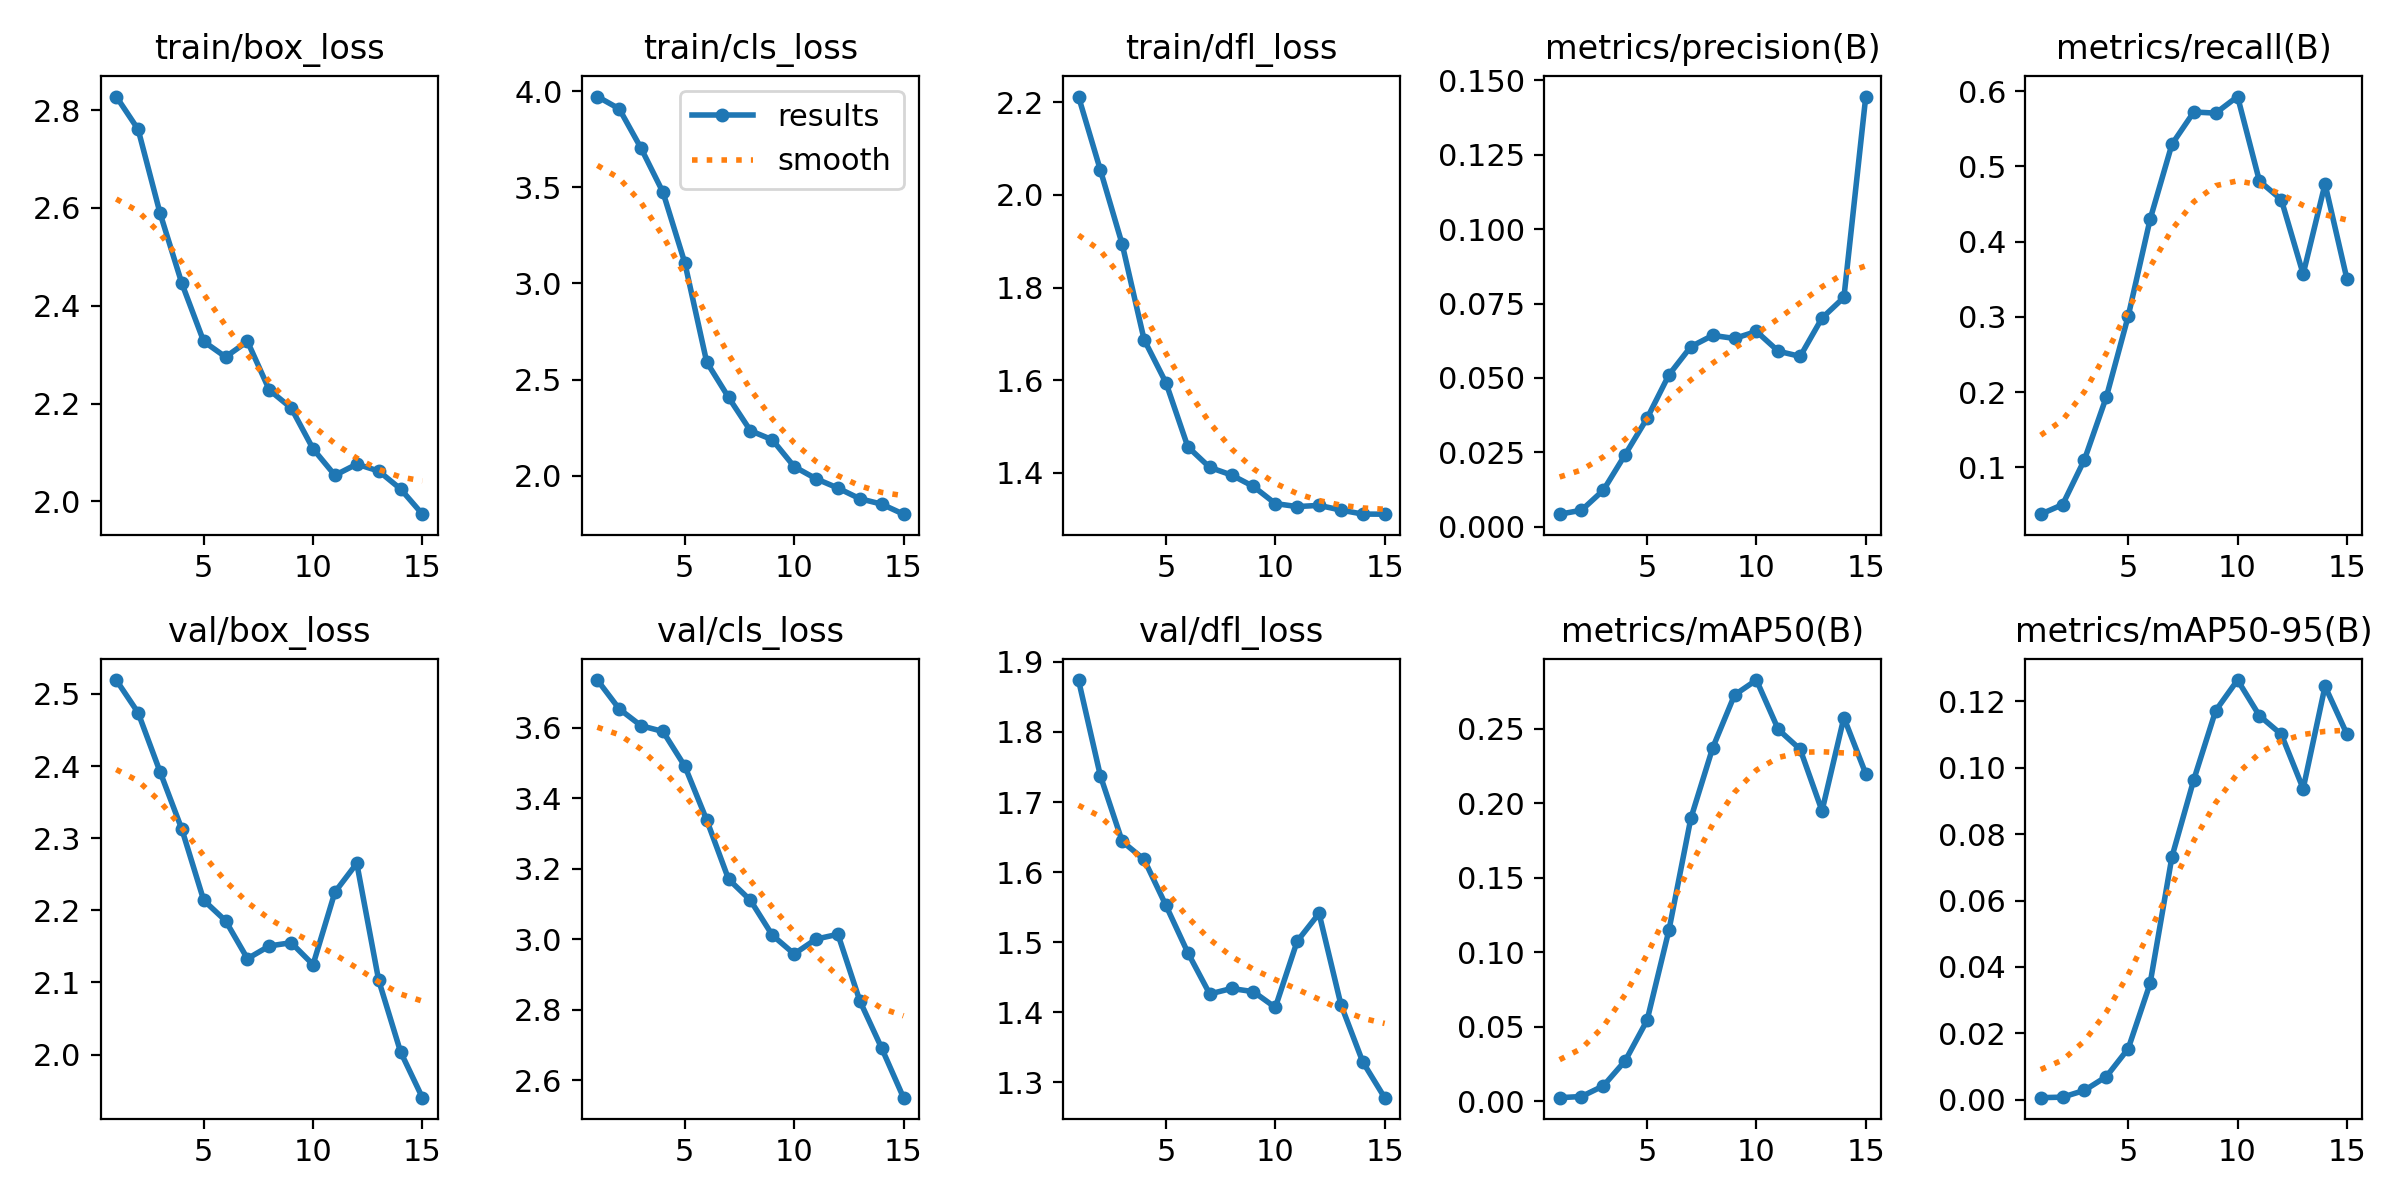 train/box_loss
2.8
2.6
2.4
2.2
2.0
5 10 15
train/cls_loss
results
smooth
4.0
3.5
3.0
2.5
2.0
5 10 15
train/dfl_loss
2.2
2.0
1.8
1.6
1.4
5 10 15
metrics/precision(B)
0.150
0.125
0.100
0.075
0.050
0.025
0.000
5 10 15
metrics/recall(B)
0.6
0.5
0.4
0.3
0.2
0.1
5 10 15
val/box_loss
2.5
2.4
2.3
2.2
2.1
2.0
5 10 15
val/cls_loss
3.6
3.4
3.2
3.0
2.8
2.6
5 10 15
val/dfl_loss
1.9
1.8
1.7
1.6
1.5
1.4
1.3
5 10 15
metrics/mAP50(B)
0.25
0.20
0.15
0.10
0.05
0.00
5 10 15
metrics/mAP50-95(B)
0.12
0.10
0.08
0.06
0.04
0.02
0.00
5 10 15